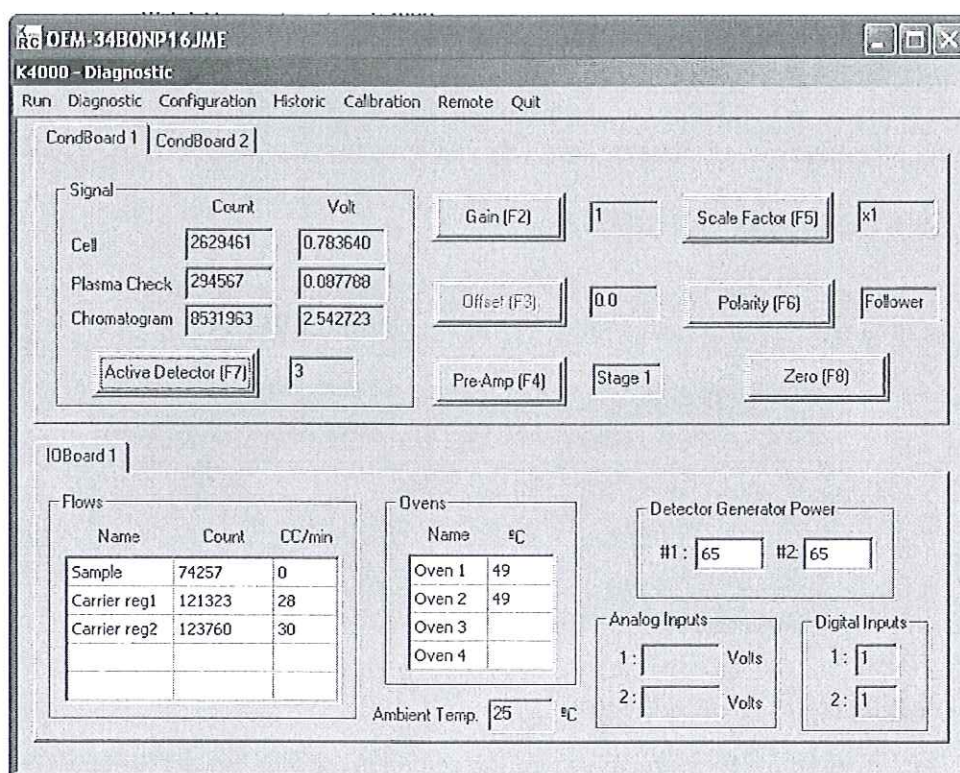 K
RC OEM-34BONP16JME
K4000 - Diagnostic
Run Diagnostic Configuration Historic Calibration Remote Quit
CondBoard 1 CondBoard 2
Signal
Count Volt
Cell 2629461 0.783640
Plasma Check 294567 0.087788
Chromatogram 8531963 2.542723
Active Detector (F7) 3
Gain (F2) 1 Scale Factor (F5) x1
Offset (F3) 0.0 Polarity (F6) Follower
Pre-Amp (F4) Stage 1 Zero (F8)
IOBoard 1
Flows
Name Count CC/min
Sample 74257 0
Carrier reg1 121323 28
Carrier reg2 123760 30
Ovens
Name ºC
Oven 1 49
Oven 2 49
Oven 3
Oven 4
Ambient Temp. 25 ºC
Detector Generator Power
#1: 65 #2: 65
Analog Inputs
1: Volts
2: Volts
Digital Inputs
1: 1
2: 1